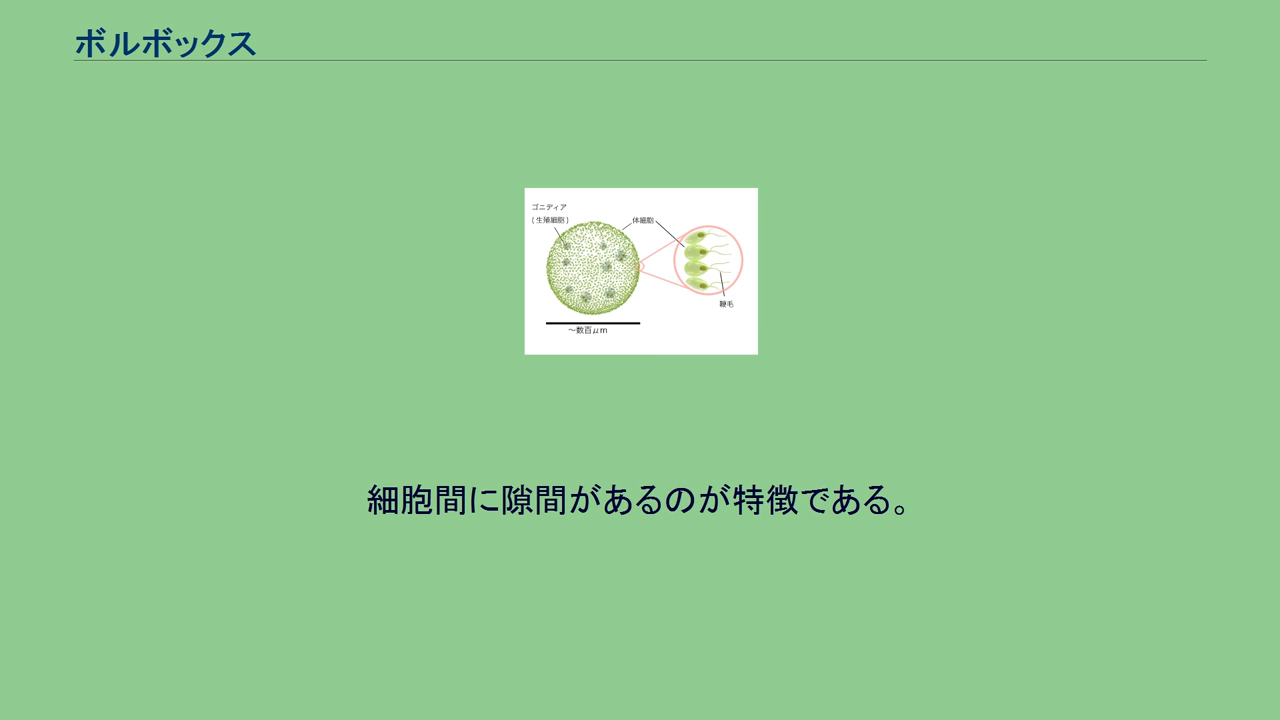 ボルボックス
ゴニディア
(生殖細胞)
体細胞
鞭毛
～数百μm
細胞間に隙間があるのが特徴である。